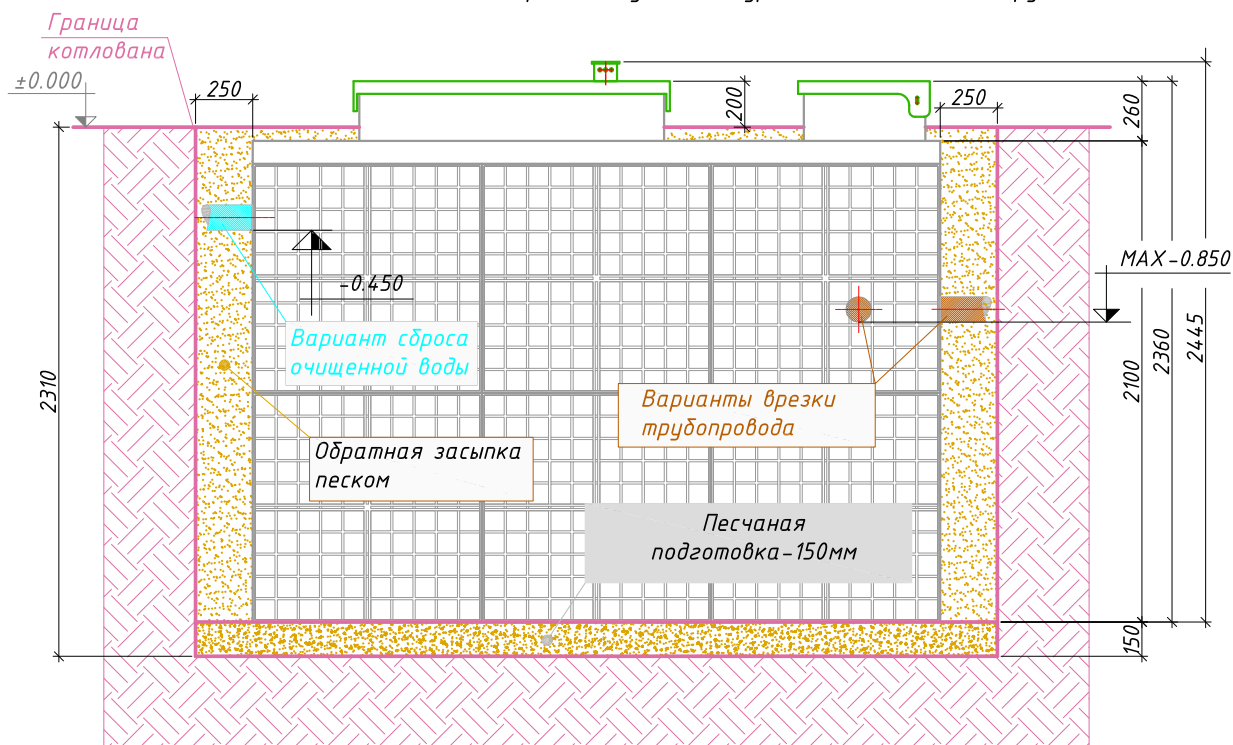 Граница
котлована
±0.000
250
200
250
260
-0.450
MAX-0.850
Вариант сброса
очищенной воды
2310
2100
2360
2445
Варианты врезки
трубопровода
Обратная засыпка
песком
Песчаная
подготовка-150мм
150